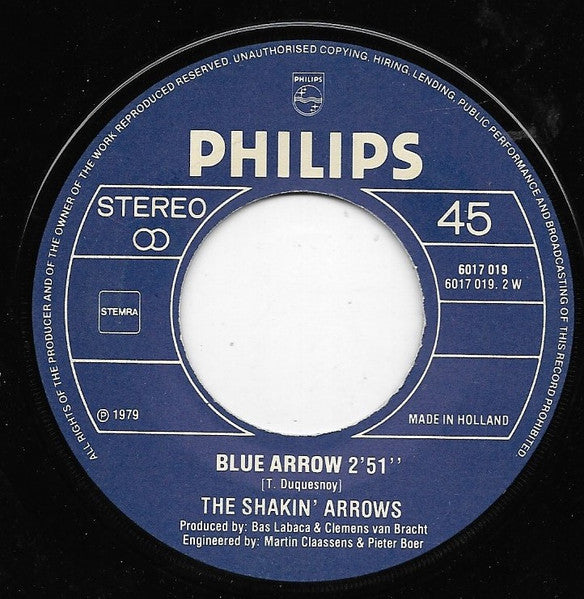 ALL RIGHTS OF THE PRODUCER AND OF THE OWNER OF THE WORK REPRODUCED RESERVED. UNAUTHORISED COPYING, HIRING, LENDING, PUBLIC PERFORMANCE AND BROADCASTING OF THIS RECORD PROHIBITED.
PHILIPS
PHILIPS
STEREO
45
6017 019
6017 019. 2 W
STEMRA
℗ 1979
MADE IN HOLLAND
BLUE ARROW 2'51''
(T. Duquesnoy)
THE SHAKIN' ARROWS
Produced by: Bas Labaca & Clemens van Bracht
Engineered by: Martin Claassens & Pieter Boer